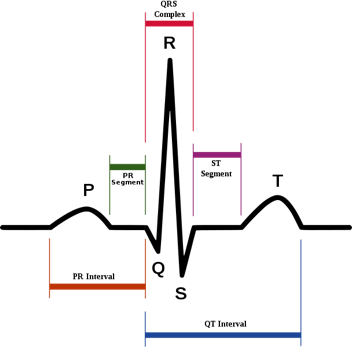 QRS
Complex
R
PR
Segment
ST
Segment
P
T
Q
S
PR Interval
QT Interval